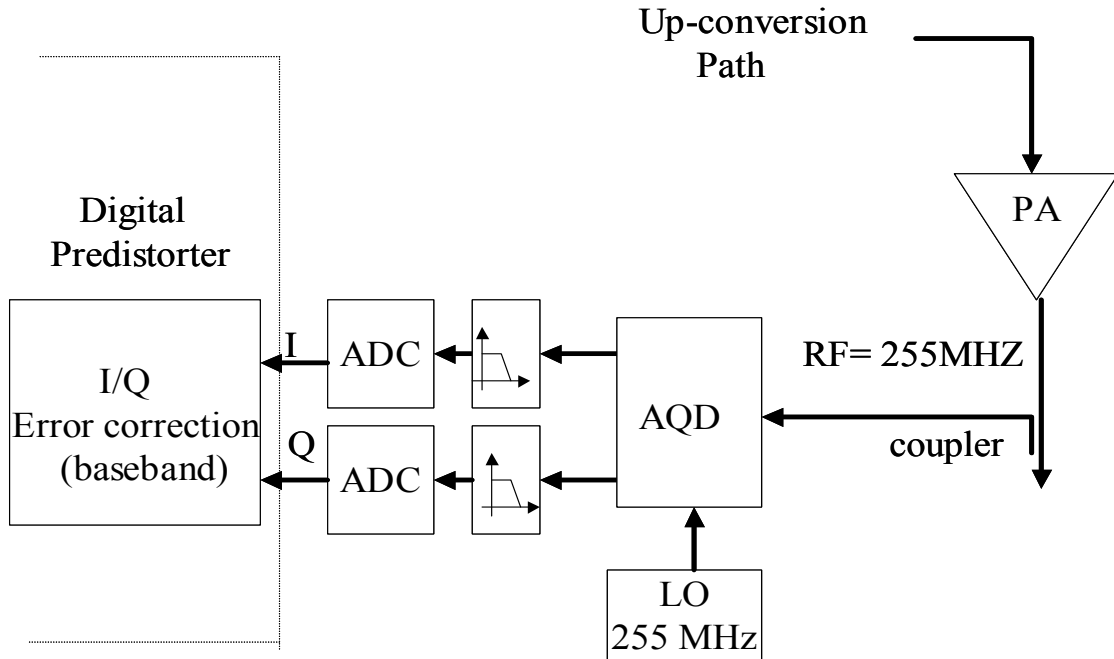 Up-conversion
Path
PA
Digital
Predistorter
RF= 255MHZ
I
ADC
I/Q
Error correction
(baseband)
AQD
Q
ADC
coupler
LO
255 MHz